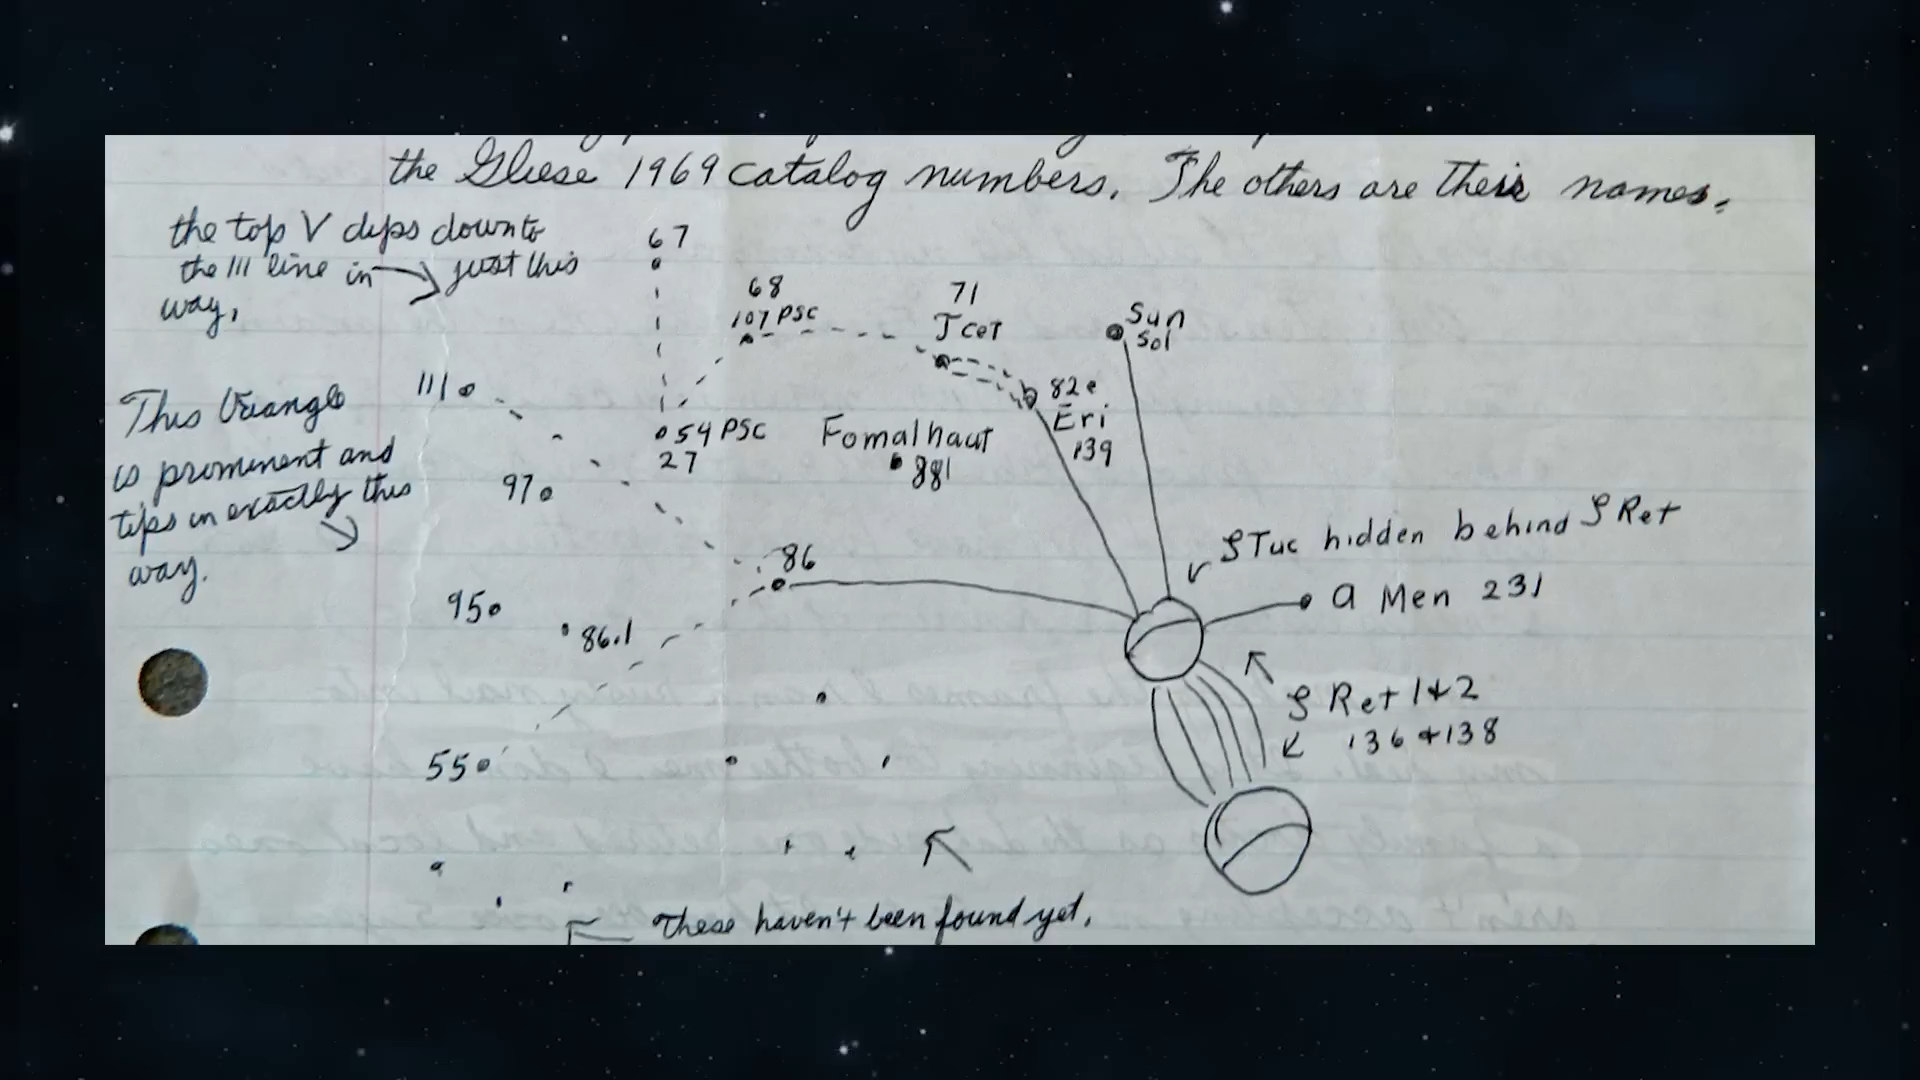 the Gliese 1969 catalog numbers. The others are their names.
the top V dips down to
the 111 line in just this
way.
67
68
107 PSC
71
Τ CET
Sun
Sol
111
This triangle
is prominent and
tips in exactly this
way.
54 PSC
27
Fomalhaut
881
82 e
Eri
139
97
86
ζ Tuc hidden behind ζ Ret
α Men 231
95
86.1
ζ Ret 1 & 2
136 & 138
55
These haven't been found yet.